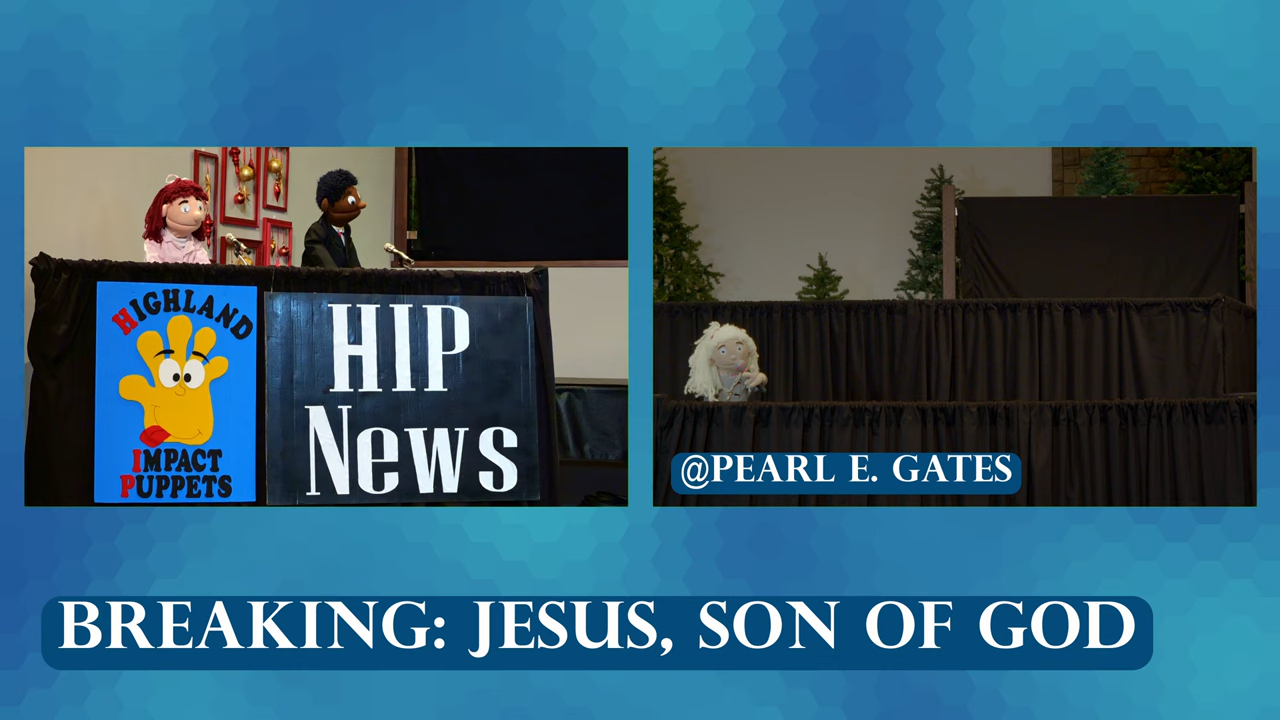 HIGHLAND
IMPACT
PUPPETS
HIP
News
@PEARL E. GATES
BREAKING: JESUS, SON OF GOD